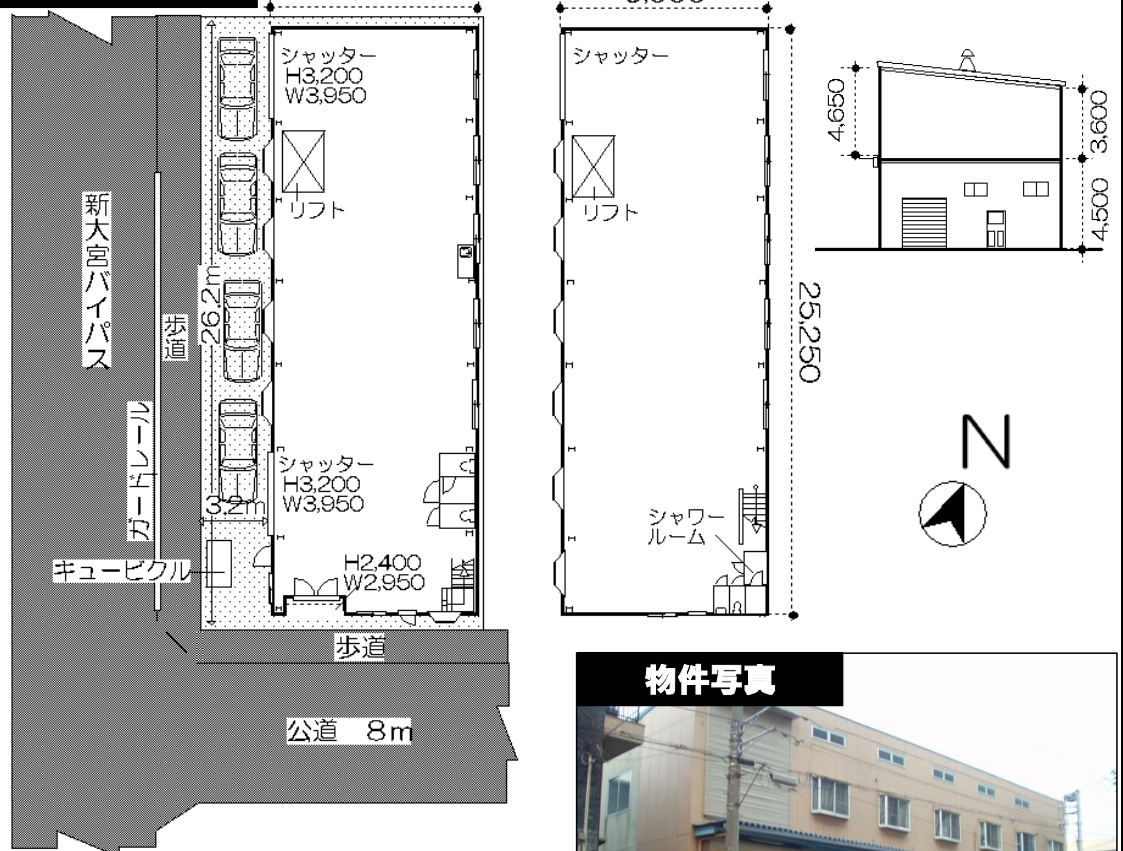 シャッター
H3,200
W3,950
リフト
新大宮バイパス
歩道
26.2m
ガードレール
シャッター
H3,200
W3,950
3.2m
キュービクル
H2,400
W2,950
歩道
公道 8m
シャッター
リフト
25,250
シャワー
ルーム
4,650
3,600
4,500
N
物件写真